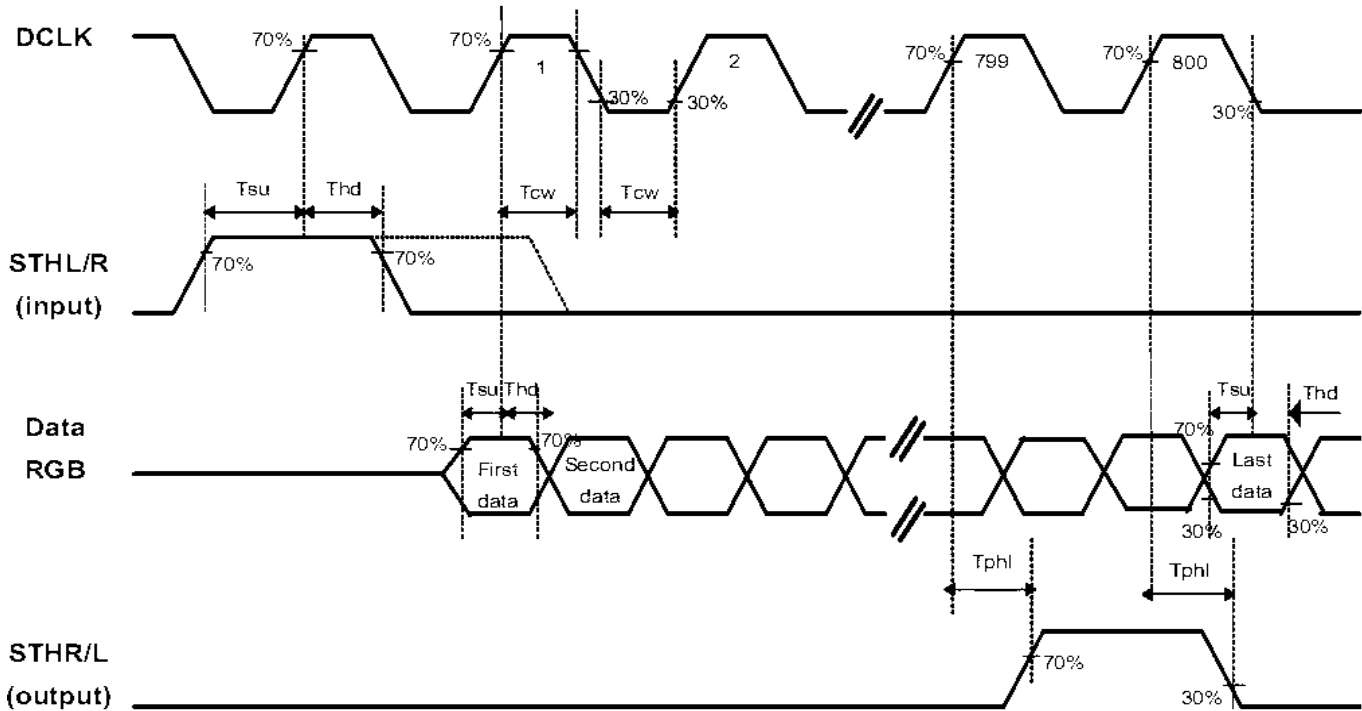 DCLK
70%
70%
1
30%
30%
2
70%
799
70%
800
30%
Tsu
Thd
Tcw
Tcw
STHL/R
(input)
70%
70%
Data
RGB
Tsu
Thd
70%
70%
First
data
Second
data
Tsu
Thd
70%
Last
data
30%
30%
Tphl
Tphl
STHR/L
(output)
70%
30%